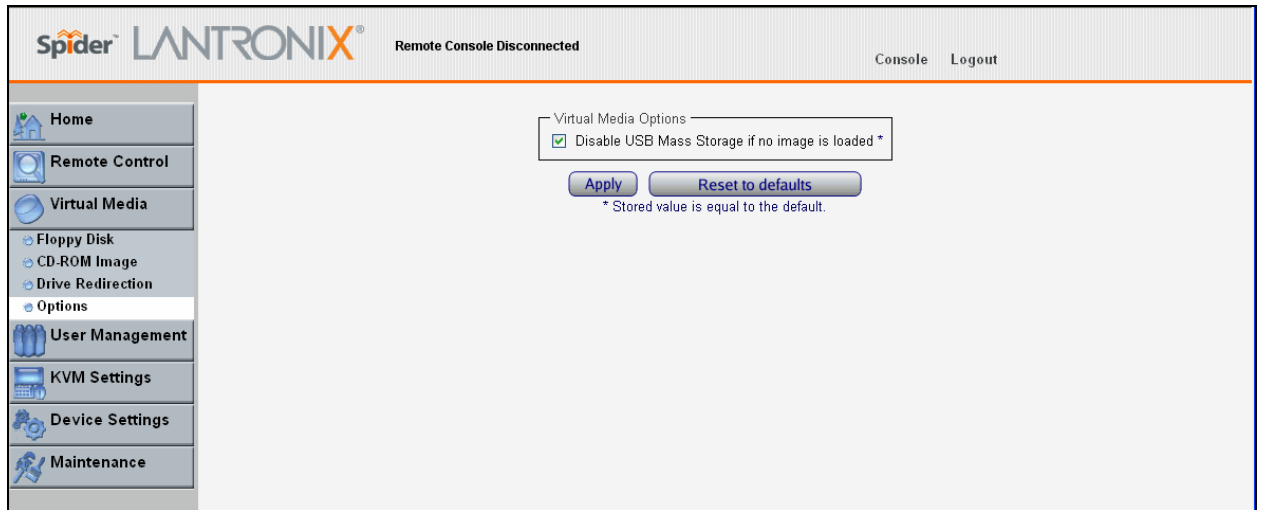 Spider™ LANTRONIX®
Remote Console Disconnected
Console Logout
Home
Remote Control
Virtual Media
Floppy Disk
CD-ROM Image
Drive Redirection
Options
User Management
KVM Settings
Device Settings
Maintenance
Virtual Media Options
Disable USB Mass Storage if no image is loaded *
Apply Reset to defaults
* Stored value is equal to the default.